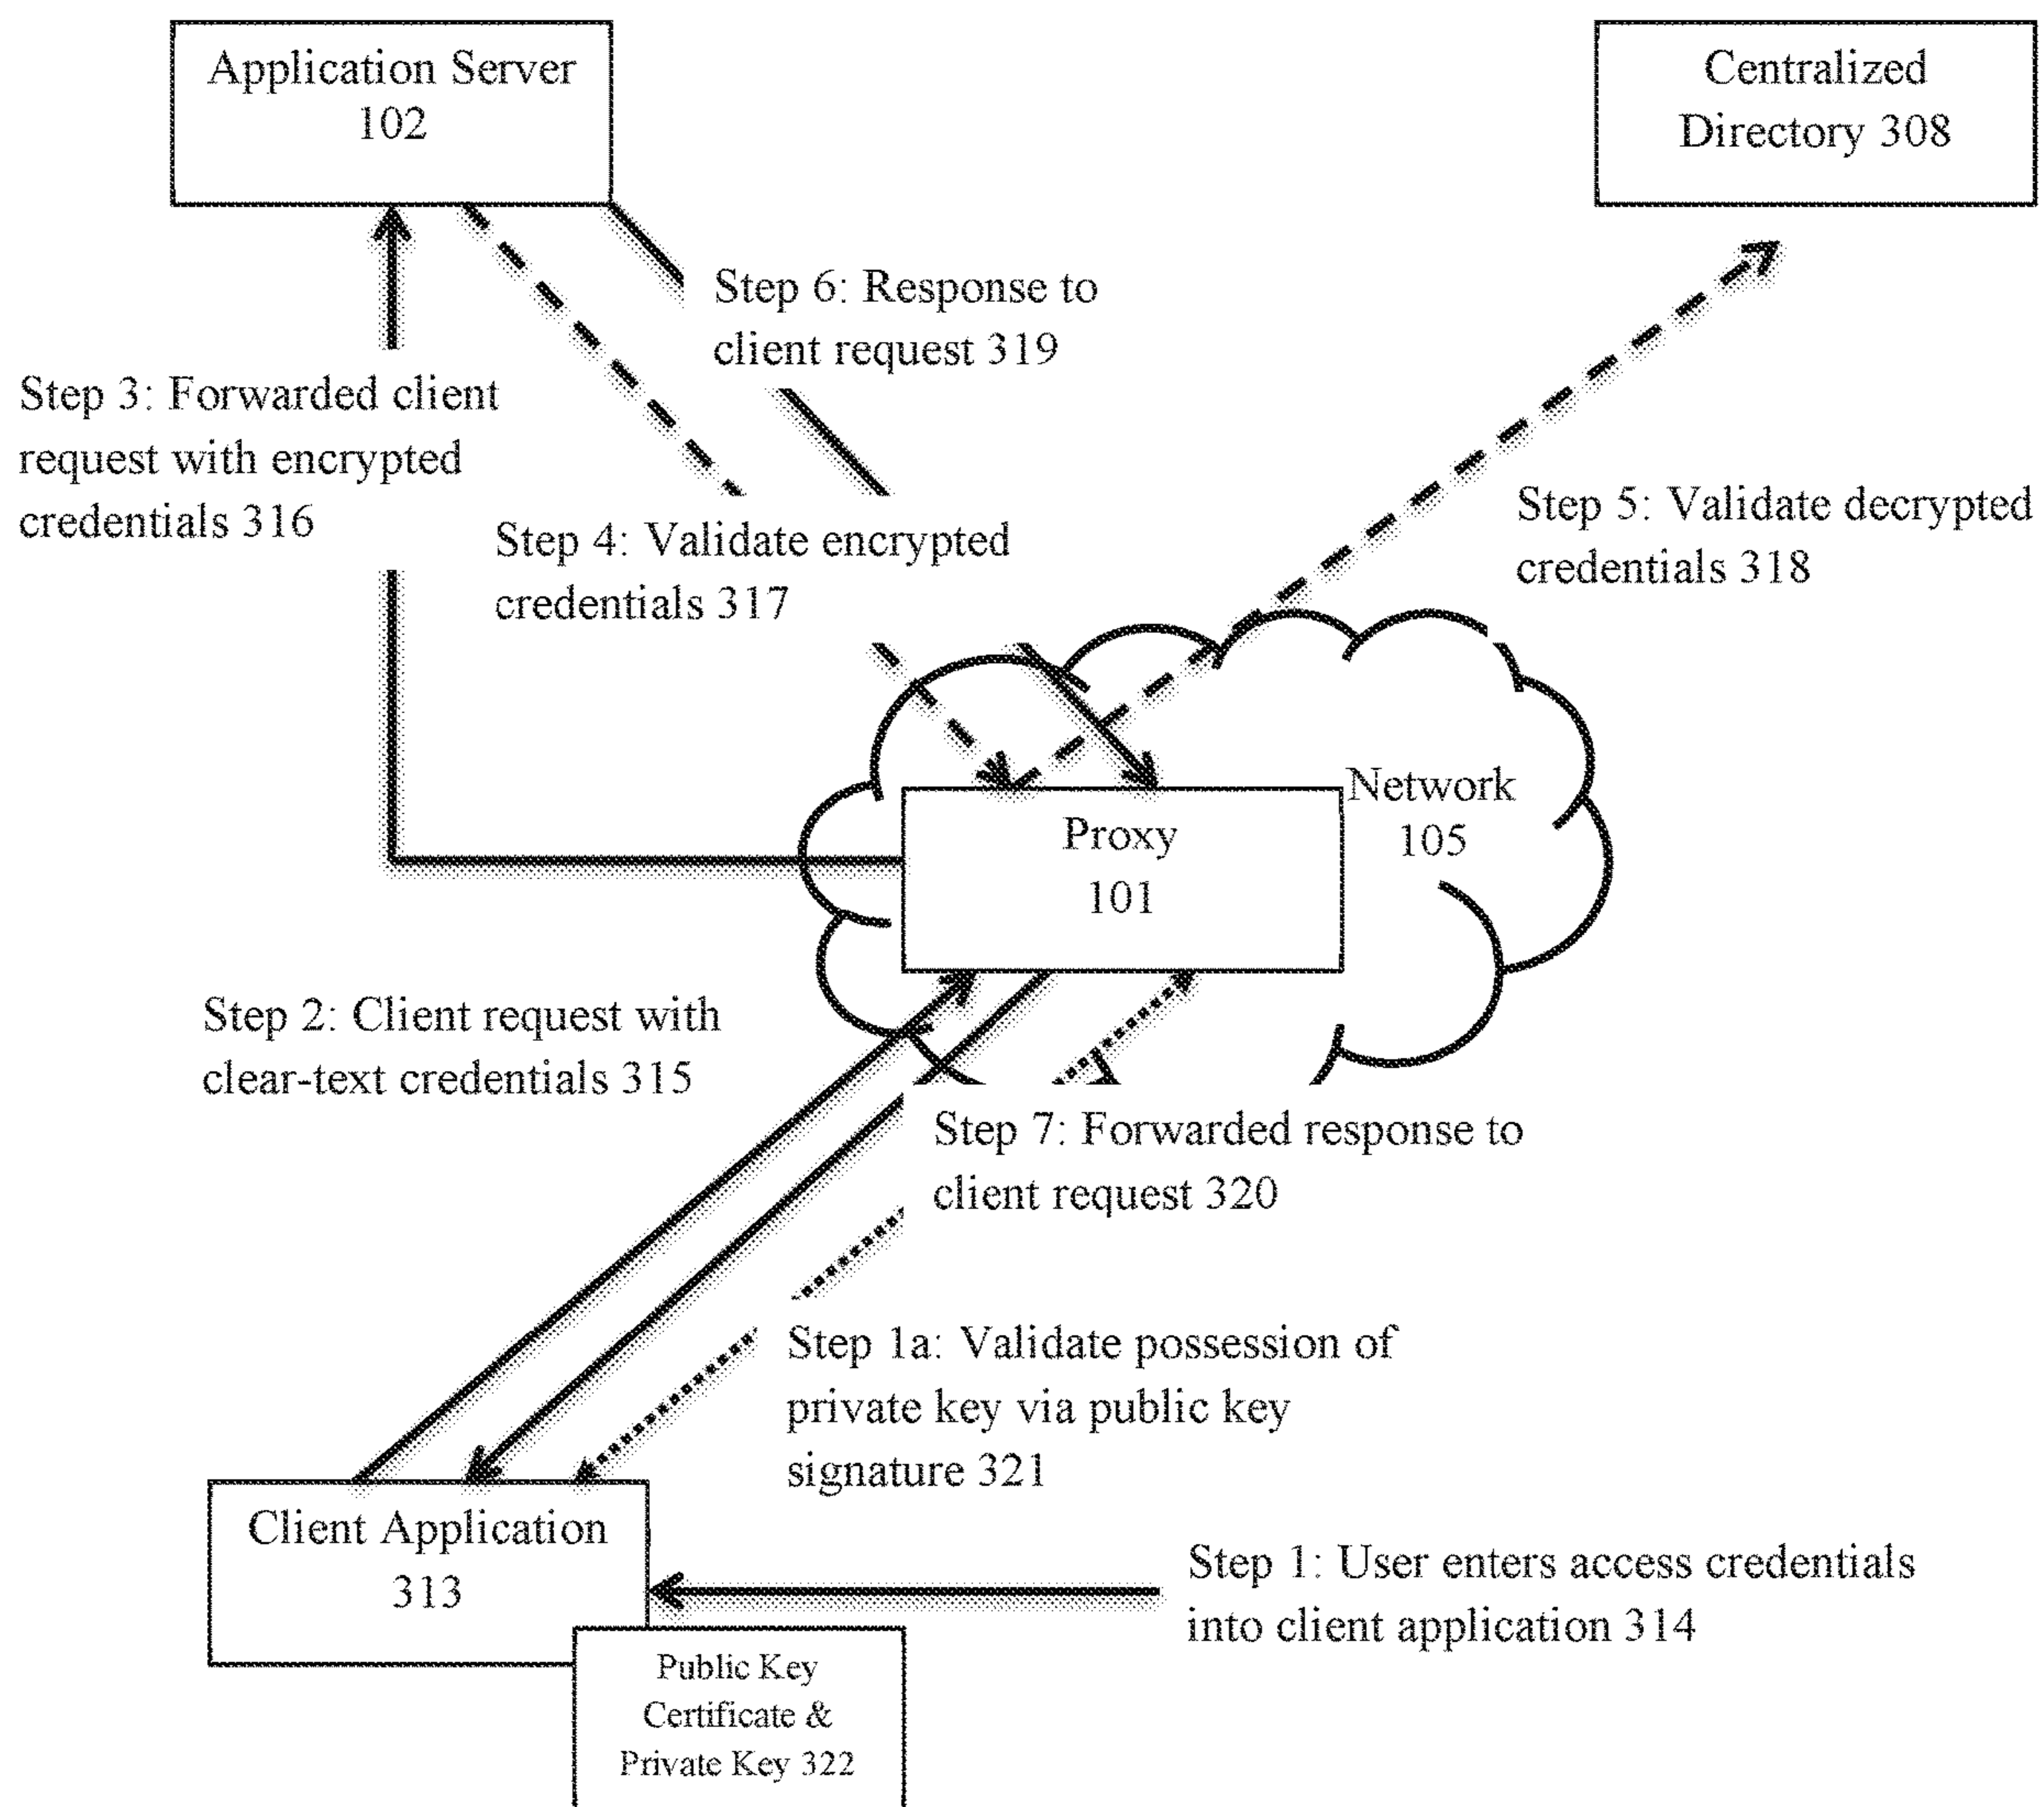 Application Server
102
Centralized
Directory 308
Step 6: Response to
client request 319
Step 3: Forwarded client
request with encrypted
credentials 316
Step 4: Validate encrypted
credentials 317
Step 5: Validate decrypted
credentials 318
Network
105
Proxy
101
Step 2: Client request with
clear-text credentials 315
Step 7: Forwarded response to
client request 320
Step 1a: Validate possession of
private key via public key
signature 321
Client Application
313
Step 1: User enters access credentials
into client application 314
Public Key
Certificate &
Private Key 322